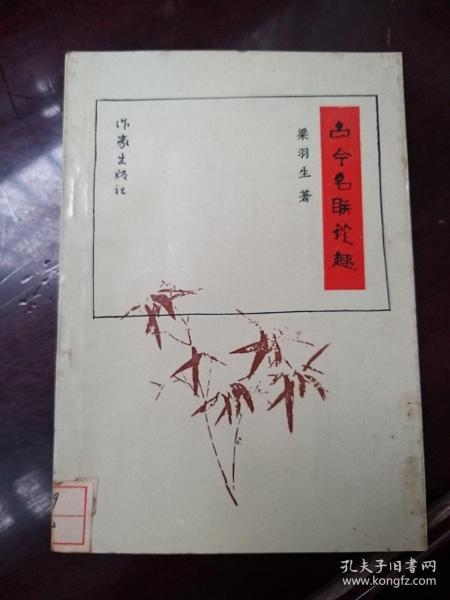 古今名联谈趣
梁羽生 著
作家出版社
孔夫子旧书网
www.kongfz.com